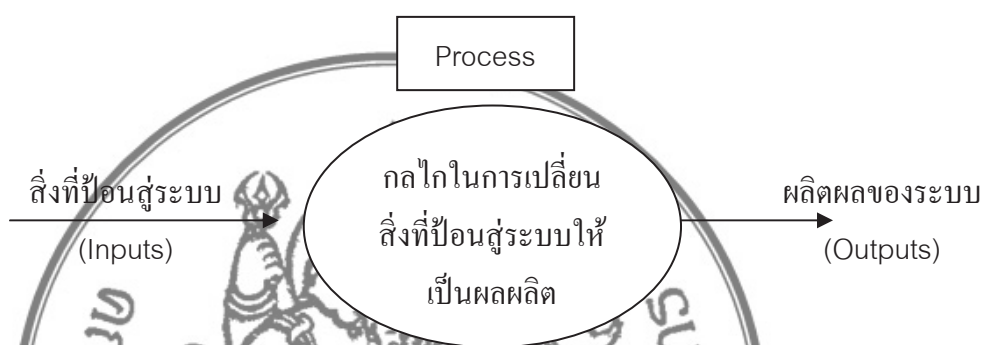 Process
สิ่งที่ป้อนสู่ระบบ
(Inputs)
กลไกในการเปลี่ยน
สิ่งที่ป้อนสู่ระบบให้
เป็นผลผลิต
ผลิตผลของระบบ
(Outputs)